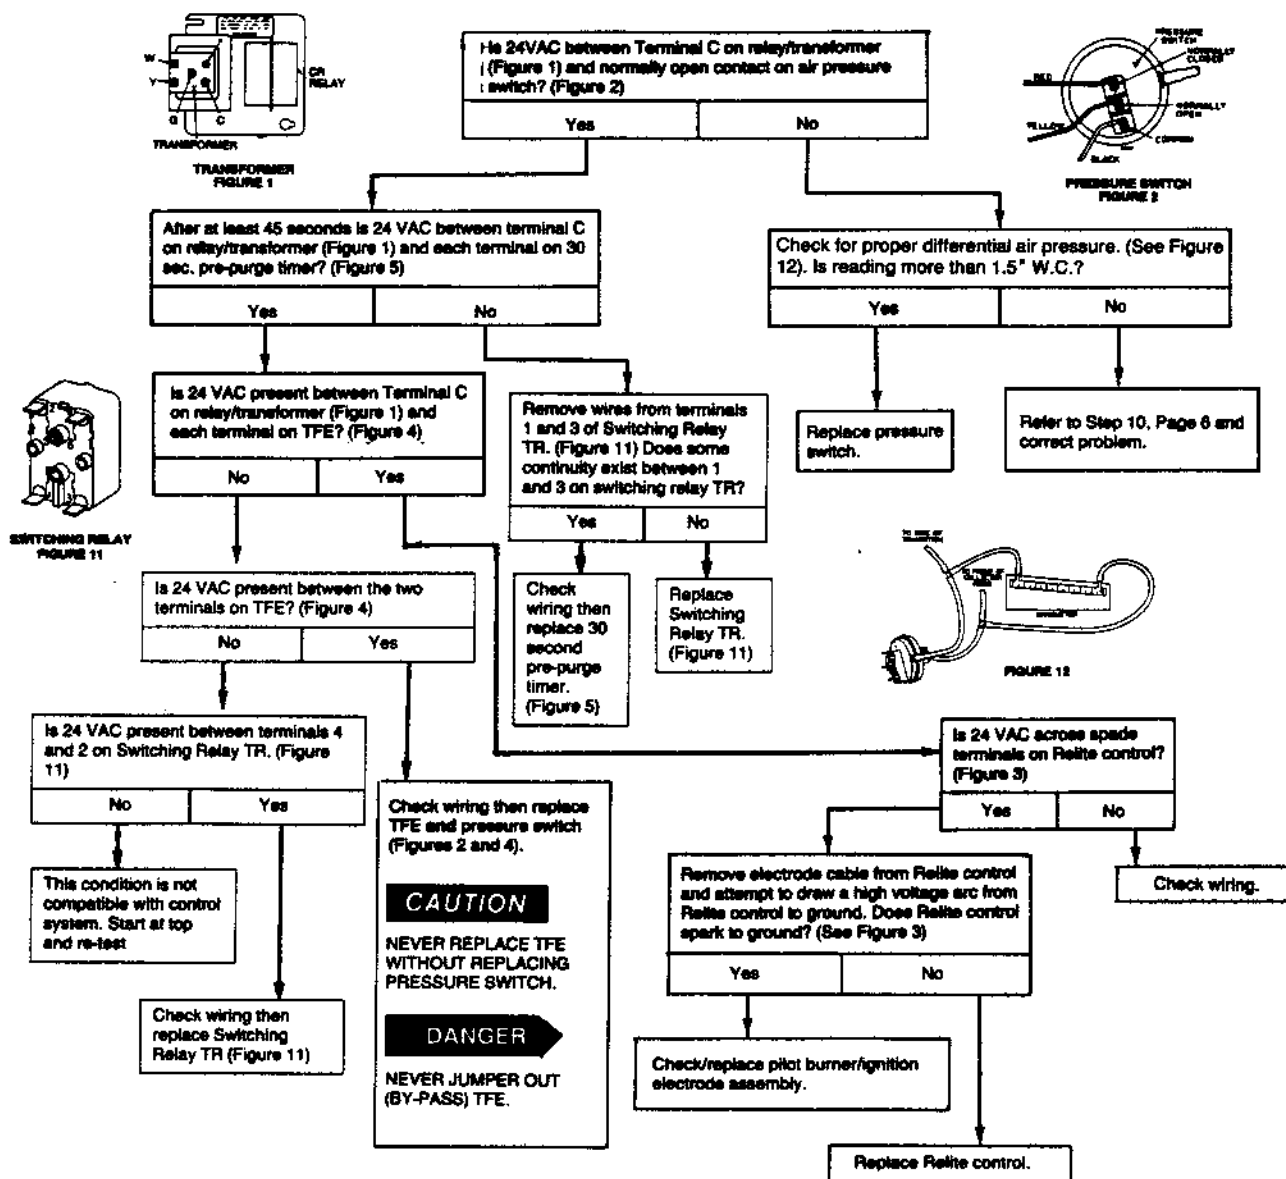 Is 24VAC between Terminal C on relay/transformer
(Figure 1) and normally open contact on air pressure
switch? (Figure 2)
Yes
No
W
Y
G
C
CR
RELAY
TRANSFORMER
TRANSFORMER
FIGURE 1
PRESSURE
SWITCH
NORMALLY
CLOSED
RED
NORMALLY
OPEN
YELLOW
COMMON
BLACK
PRESSURE SWITCH
FIGURE 2
After at least 45 seconds is 24 VAC between terminal C
on relay/transformer (Figure 1) and each terminal on 30
sec. pre-purge timer? (Figure 5)
Yes
No
Check for proper differential air pressure. (See Figure
12). Is reading more than 1.5" W.C.?
Yes
No
Is 24 VAC present between Terminal C
on relay/transformer (Figure 1) and
each terminal on TFE? (Figure 4)
No
Yes
Remove wires from terminals
1 and 3 of Switching Relay
TR. (Figure 11) Does some
continuity exist between 1
and 3 on switching relay TR?
Yes
No
Replace pressure
switch.
Refer to Step 10, Page 6 and
correct problem.
SWITCHING RELAY
FIGURE 11
Is 24 VAC present between the two
terminals on TFE? (Figure 4)
No
Yes
Check
wiring then
replace 30
second
pre-purge
timer.
(Figure 5)
Replace
Switching
Relay TR.
(Figure 11)
FIGURE 12
Is 24 VAC present between terminals 4
and 2 on Switching Relay TR. (Figure
11)
No
Yes
Check wiring then replace
TFE and pressure switch
(Figures 2 and 4).
CAUTION
NEVER REPLACE TFE
WITHOUT REPLACING
PRESSURE SWITCH.
DANGER
NEVER JUMPER OUT
(BY-PASS) TFE.
Is 24 VAC across spade
terminals on Relite control?
(Figure 3)
Yes
No
This condition is not
compatible with control
system. Start at top
and re-test
Check wiring then
replace Switching
Relay TR (Figure 11)
Remove electrode cable from Relite control
and attempt to draw a high voltage arc from
Relite control to ground. Does Relite control
spark to ground? (See Figure 3)
Yes
No
Check wiring.
Check/replace pilot burner/ignition
electrode assembly.
Replace Relite control.